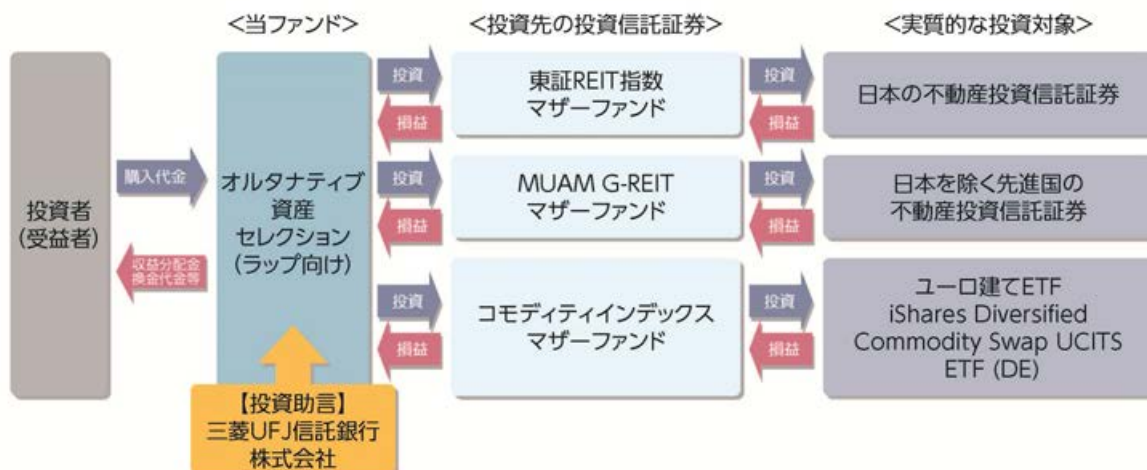 <当ファンド>
<投資先の投資信託証券>
<実質的な投資対象>
投資者
(受益者)
購入代金
収益分配金
換金代金等
オルタナティブ
資産
セレクション
(ラップ向け)
【投資助言】
三菱UFJ信託銀行
株式会社
投資
損益
東証REIT指数
マザーファンド
投資
損益
日本の不動産投資信託証券
投資
損益
MUAM G-REIT
マザーファンド
投資
損益
日本を除く先進国の
不動産投資信託証券
投資
損益
コモディティインデックス
マザーファンド
投資
損益
ユーロ建てETF
iShares Diversified
Commodity Swap UCITS
ETF (DE)